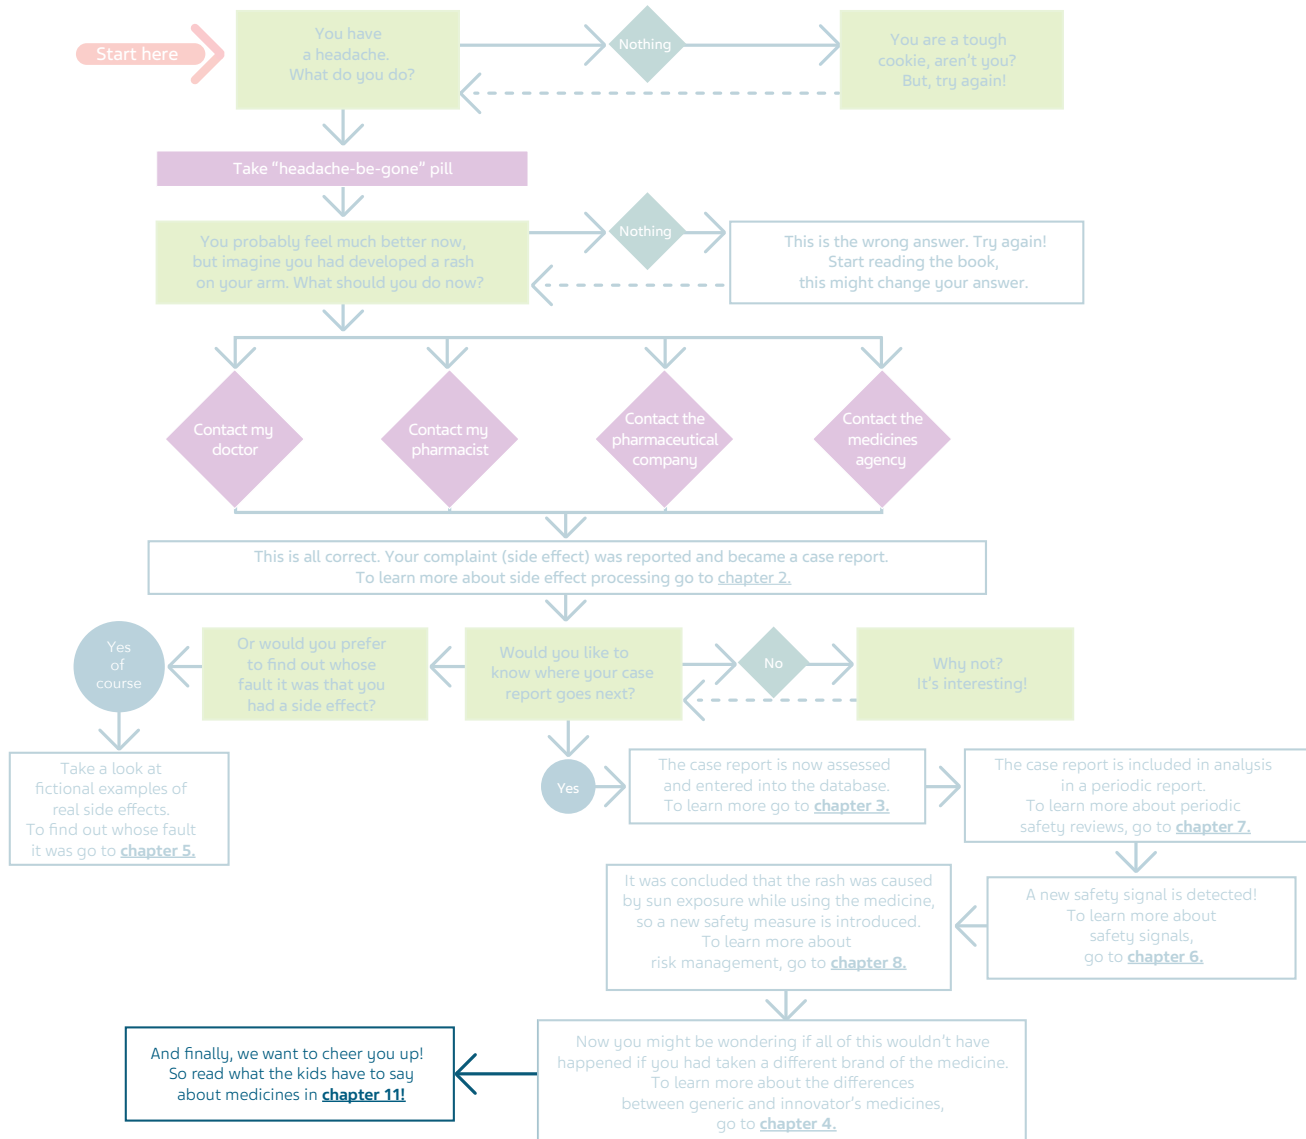 Start here
You have
a headache.
What do you do?
Nothing
You are a tough
cookie, aren't you?
But, try again!
Take “headache-be-gone” pill
You probably feel much better now,
but imagine you had developed a rash
on your arm. What should you do now?
Nothing
This is the wrong answer. Try again!
Start reading the book,
this might change your answer.
Contact my
doctor
Contact my
pharmacist
Contact the
pharmaceutical
company
Contact the
medicines
agency
This is all correct. Your complaint (side effect) was reported and became a case report.
To learn more about side effect processing go to chapter 2.
Yes
of
course
Or would you prefer
to find out whose
fault it was that you
had a side effect?
Would you like to
know where your case
report goes next?
No
Why not?
It's interesting!
Take a look at
fictional examples of
real side effects.
To find out whose fault
it was go to chapter 5.
Yes
The case report is now assessed
and entered into the database.
To learn more go to chapter 3.
The case report is included in analysis
in a periodic report.
To learn more about periodic
safety reviews, go to chapter 7.
A new safety signal is detected!
To learn more about
safety signals,
go to chapter 6.
It was concluded that the rash was caused
by sun exposure while using the medicine,
so a new safety measure is introduced.
To learn more about
risk management, go to chapter 8.
Now you might be wondering if all of this wouldn't have
happened if you had taken a different brand of the medicine.
To learn more about the differences
between generic and innovator's medicines,
go to chapter 4.
And finally, we want to cheer you up!
So read what the kids have to say
about medicines in chapter 11!